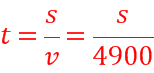 t = s/v = s/4900